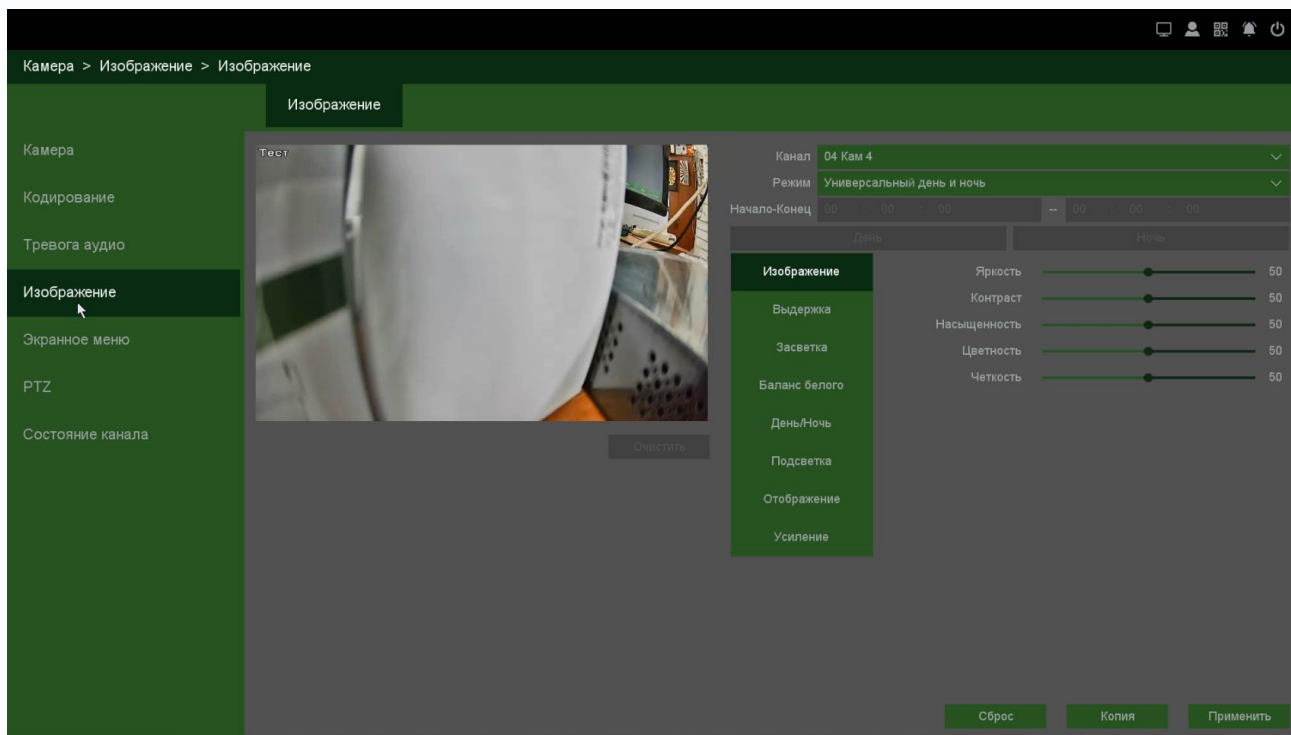 Камера > Изображение > Изображение
Изображение
Камера
Кодирование
Тревога аудио
Изображение
Экранное меню
PTZ
Состояние канала
Тест
Очистить
Канал 04 Кам 4
Режим Универсальный день и ночь
Начало-Конец 00 : 00 : 00 -- 00 : 00 : 00
День Ночь
Изображение
Выдержка
Засветка
Баланс белого
День/Ночь
Подсветка
Отображение
Усиление
Яркость 50
Контраст 50
Насыщенность 50
Цветность 50
Четкость 50
Сброс Копия Применить